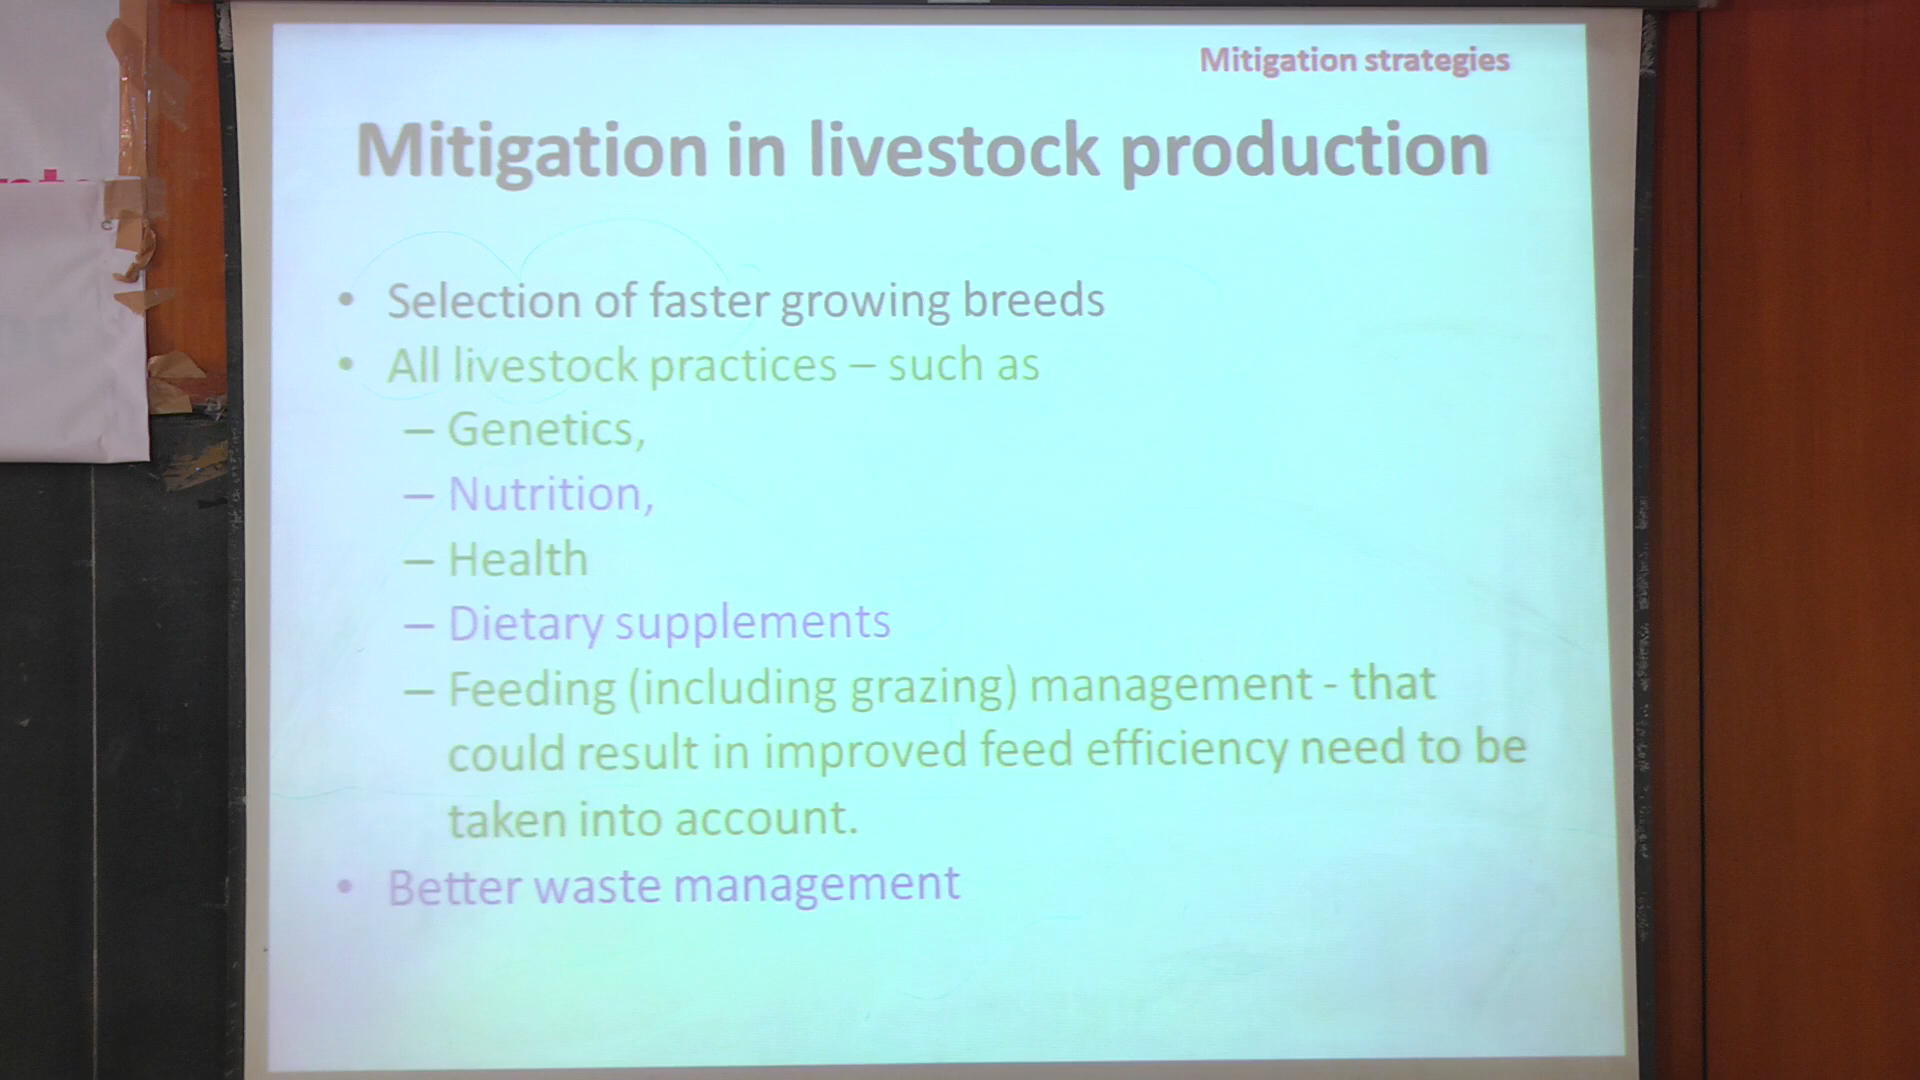 Mitigation strategies
Mitigation in livestock production
• Selection of faster growing breeds
• All livestock practices – such as
– Genetics,
– Nutrition,
– Health
– Dietary supplements
– Feeding (including grazing) management - that
could result in improved feed efficiency need to be
taken into account.
• Better waste management